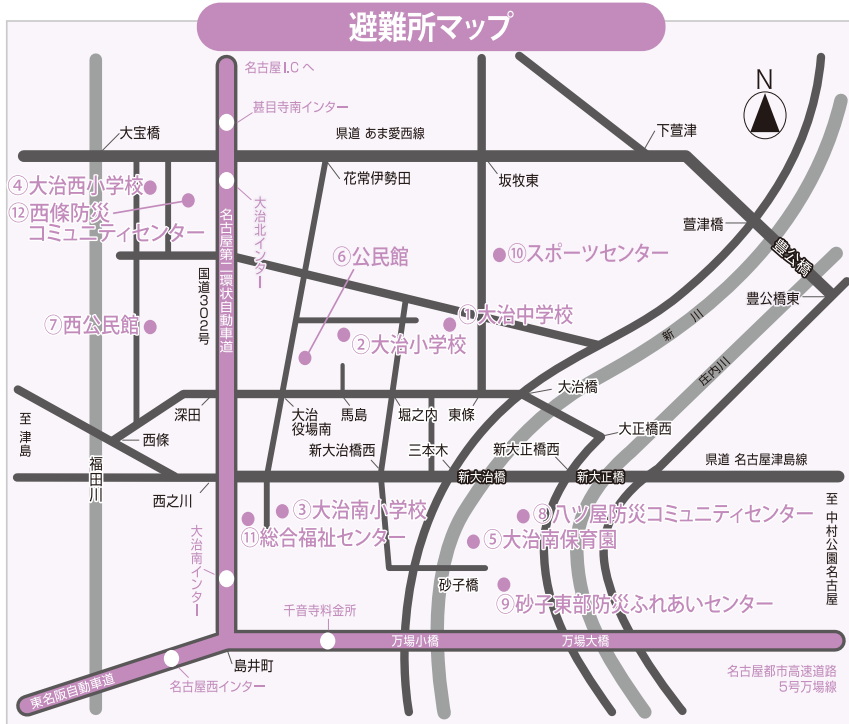 避難所マップ
名古屋I.Cへ
甚目寺南インター
N
大宝橋
県道 あま愛西線
下萱津
④大治西小学校
花常伊勢田
坂牧東
⑫西條防災
コミュニティセンター
大治北インター
名古屋第二環状自動車道
国道302号
萱津橋
豊公橋
⑥公民館
⑩スポーツセンター
豊公橋東
⑦西公民館
①大治中学校
②大治小学校
新川
庄内川
大治橋
至 津島
深田
大治
役場南
馬島
堀之内
東條
西條
大正橋西
福田川
新大治橋西
三本木
新大正橋西
県道 名古屋津島線
新大治橋
新大正橋
西之川
至 中村公園名古屋
③大治南小学校
⑧八ツ屋防災コミュニティセンター
⑪総合福祉センター
⑤大治南保育園
大治南インター
砂子橋
⑨砂子東部防災ふれあいセンター
千音寺料金所
万場小橋
万場大橋
島井町
名古屋西インター
東名阪自動車道
名古屋都市高速道路
5号万場線